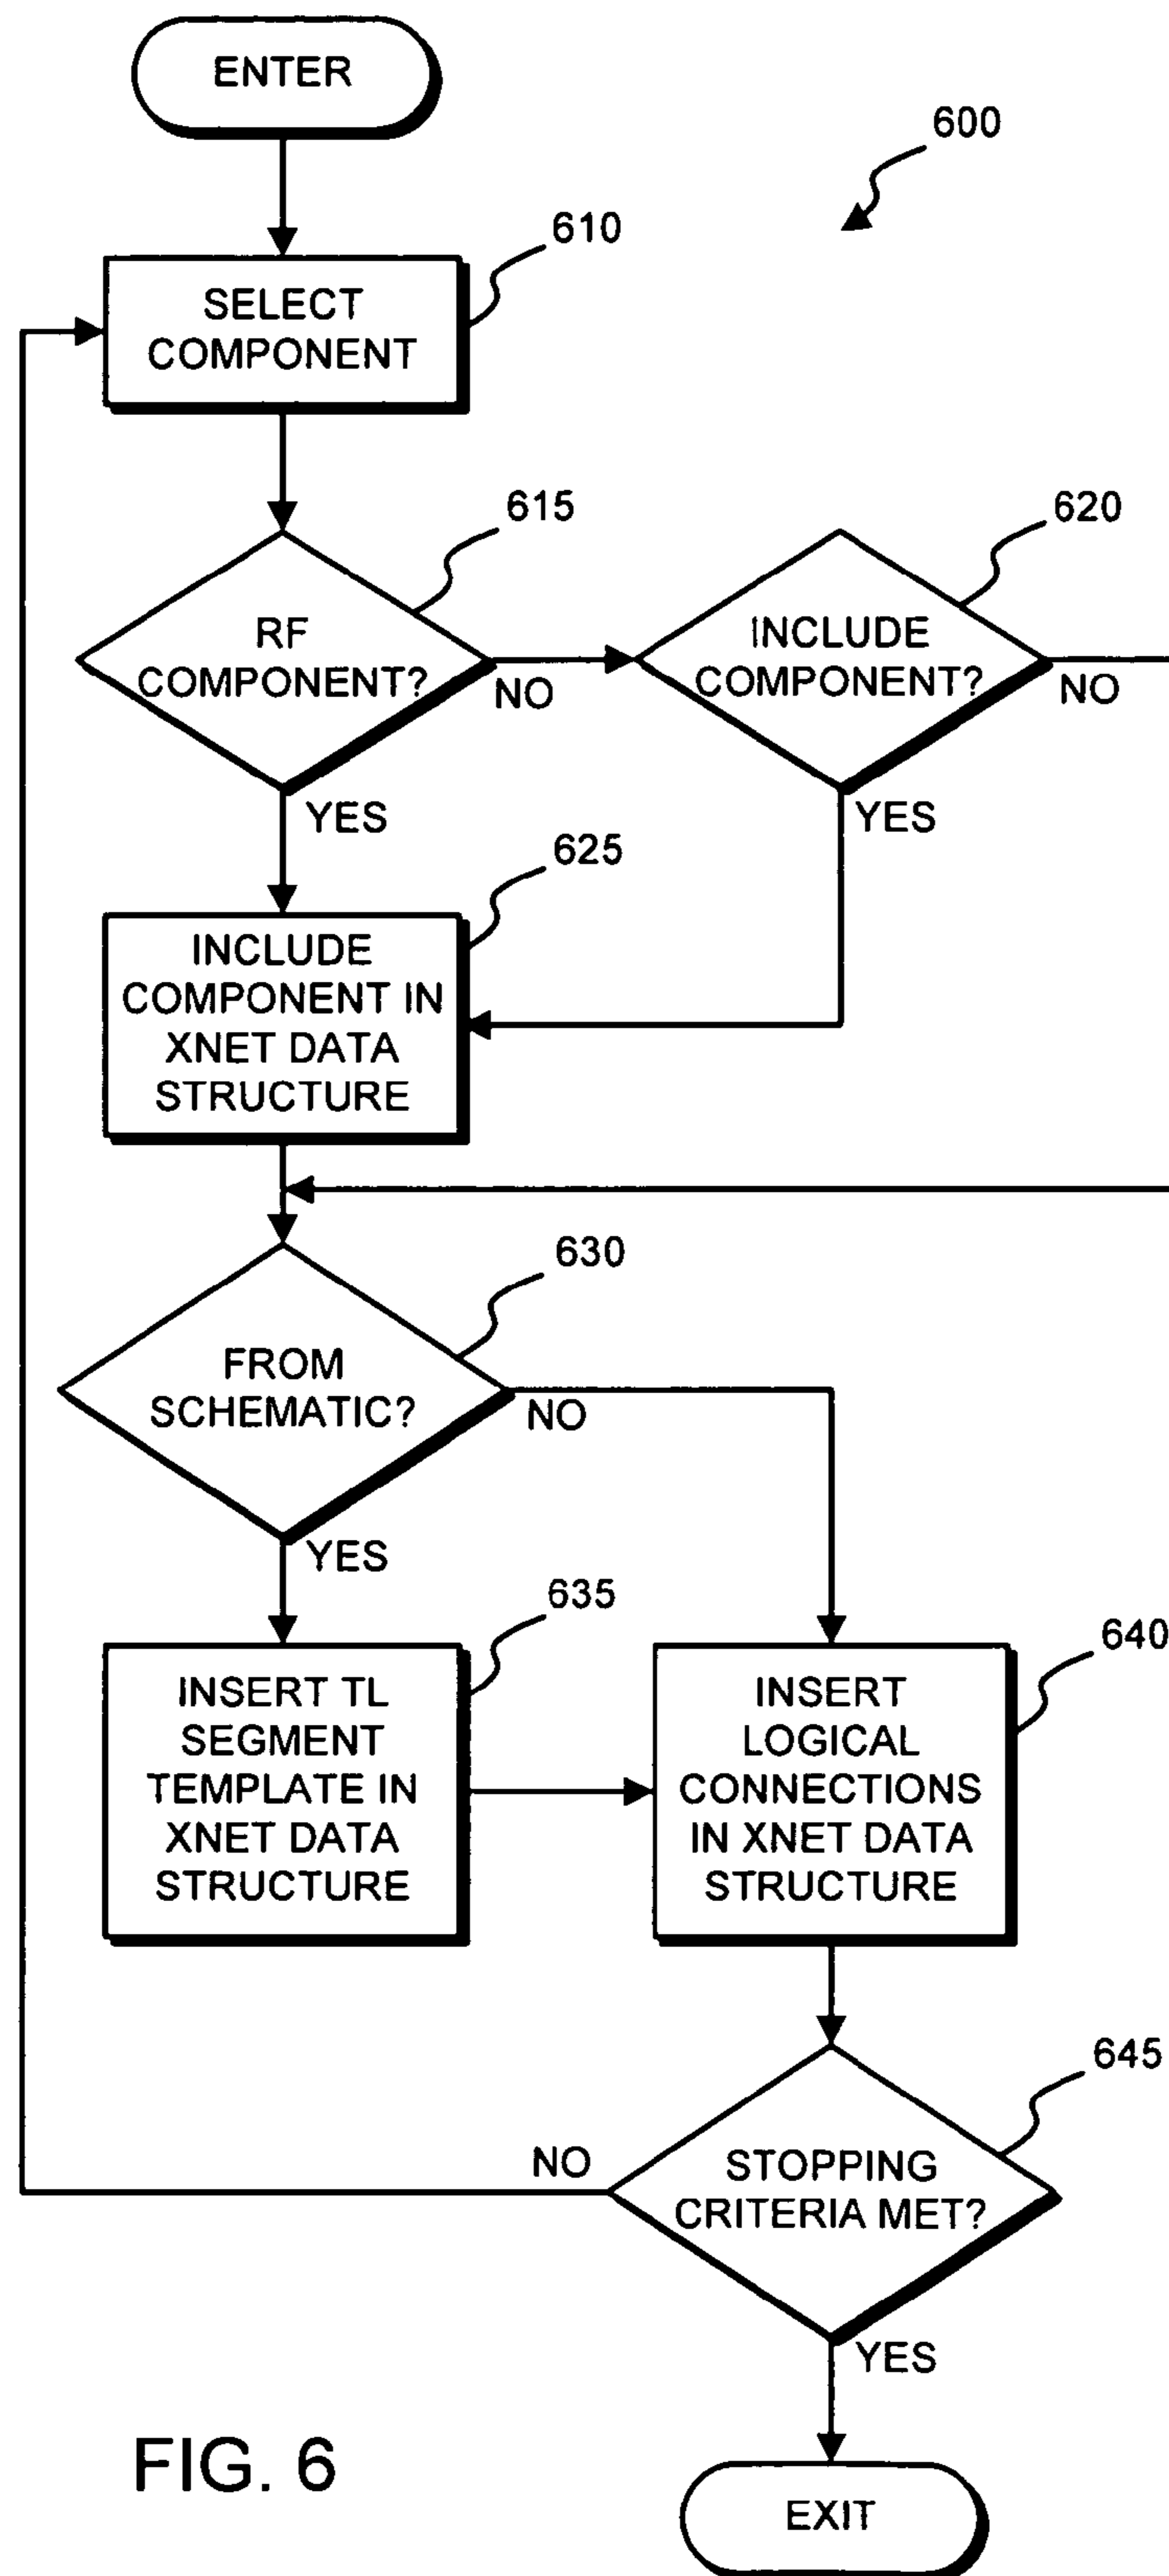 ENTER
600
610
SELECT
COMPONENT
615
620
RF
COMPONENT?
NO
INCLUDE
COMPONENT?
NO
YES
YES
625
INCLUDE
COMPONENT IN
XNET DATA
STRUCTURE
630
FROM
SCHEMATIC?
NO
YES
635
640
INSERT TL
SEGMENT
TEMPLATE IN
XNET DATA
STRUCTURE
INSERT
LOGICAL
CONNECTIONS
IN XNET DATA
STRUCTURE
645
NO
STOPPING
CRITERIA MET?
YES
FIG. 6
EXIT